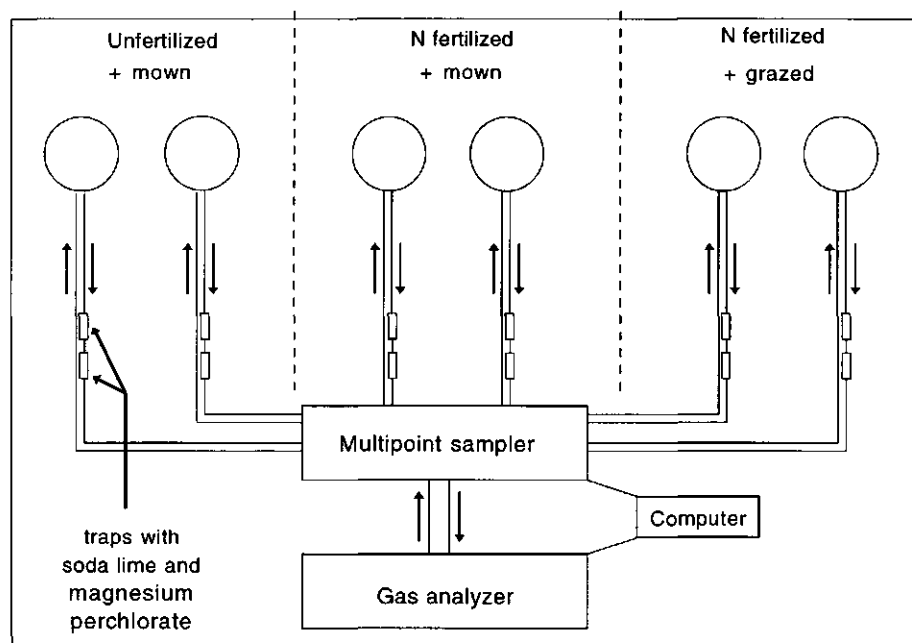 Unfertilized
+ mown
N fertilized
+ mown
N fertilized
+ grazed
Multipoint sampler
Computer
Gas analyzer
traps with
soda lime and
magnesium
perchlorate